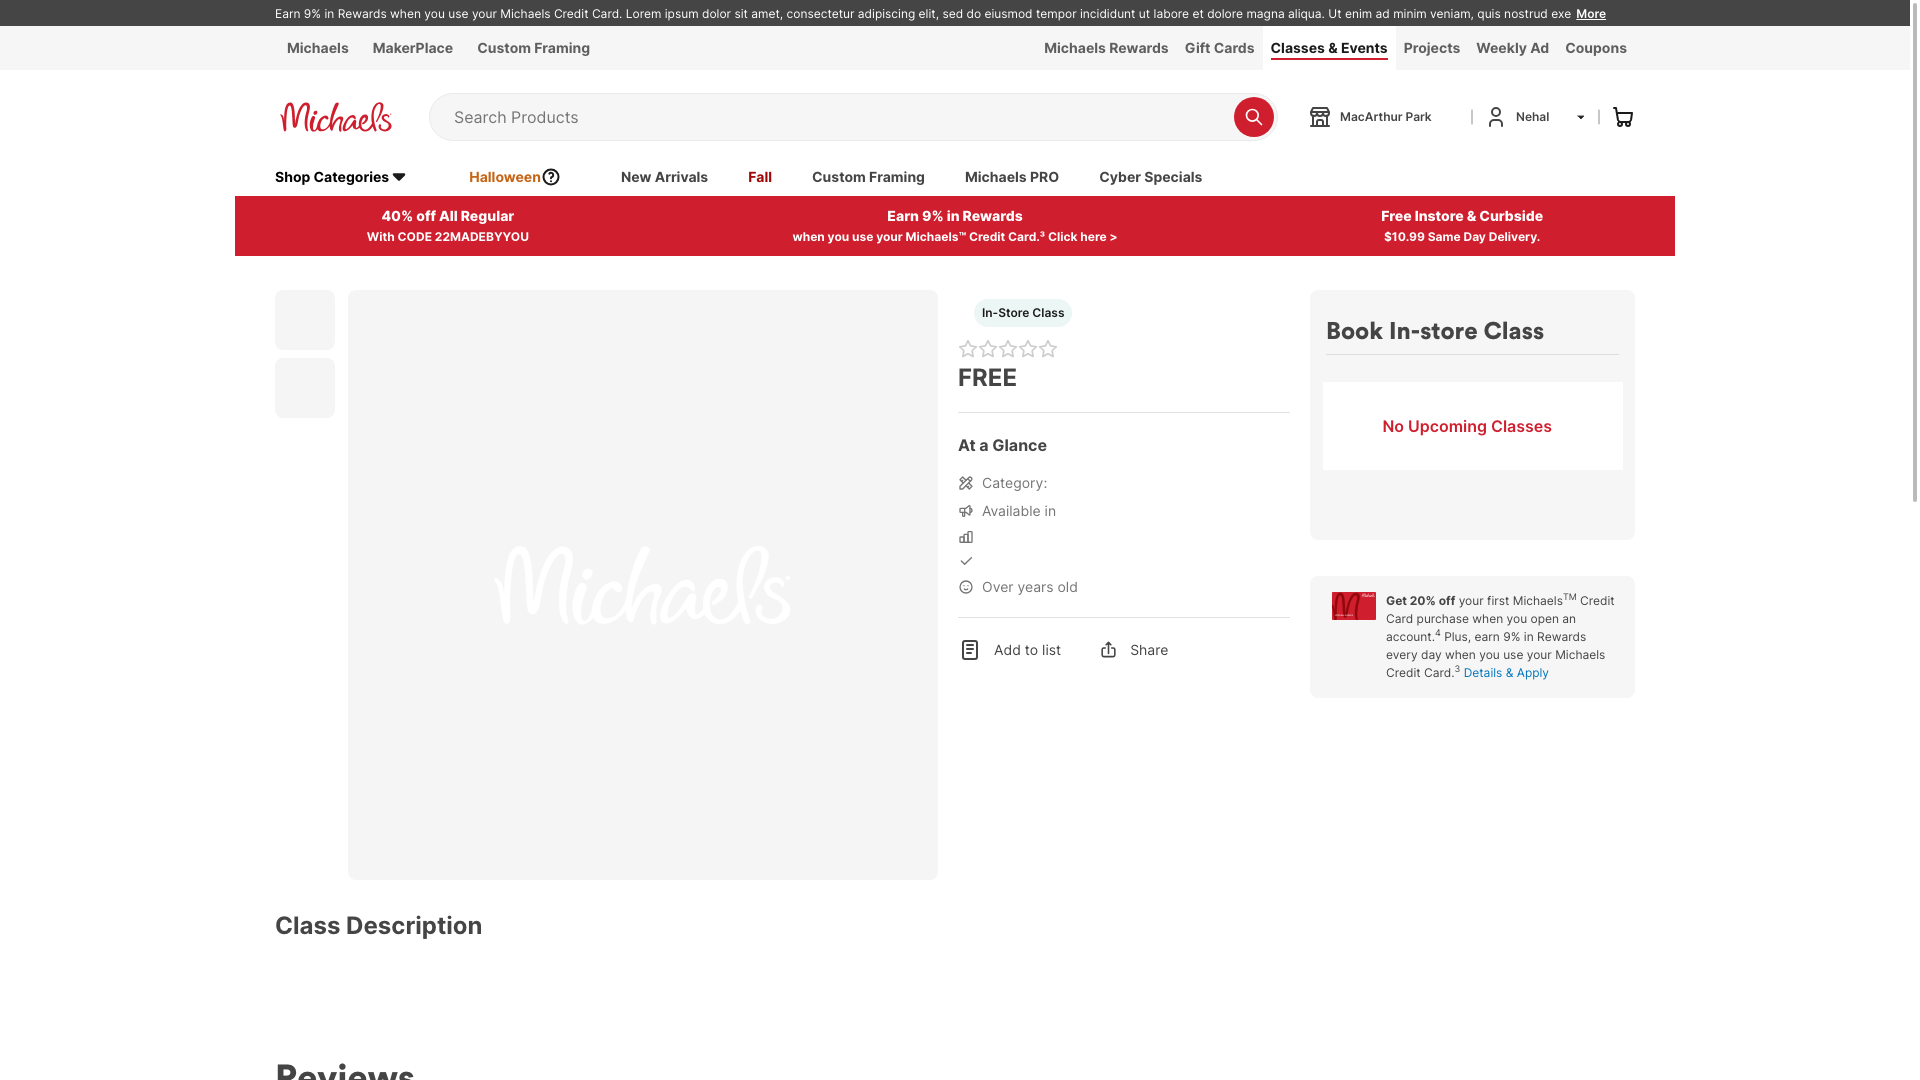 Earn 9% in Rewards when you use your Michaels Credit Card. Lorem ipsum dolor sit amet, consectetur adipiscing elit, sed do eiusmod tempor incididunt ut labore et dolore magna aliqua. Ut enim ad minim veniam, quis nostrud exe More
Michaels MakerPlace Custom Framing Michaels Rewards Gift Cards Classes & Events Projects Weekly Ad Coupons
Michaels Search Products MacArthur Park | Nehal |
Shop Categories Halloween New Arrivals Fall Custom Framing Michaels PRO Cyber Specials
40% off All Regular
With CODE 22MADEBYYOU
Earn 9% in Rewards
when you use your Michaels™ Credit Card.³ Click here >
Free Instore & Curbside
$10.99 Same Day Delivery.
Michaels
In-Store Class
FREE
At a Glance
Category:
Available in
Over years old
Add to list Share
Book In-store Class
No Upcoming Classes
Get 20% off your first Michaels™ Credit
Card purchase when you open an
account.⁴ Plus, earn 9% in Rewards
every day when you use your Michaels
Credit Card.³ Details & Apply
Class Description
Reviews